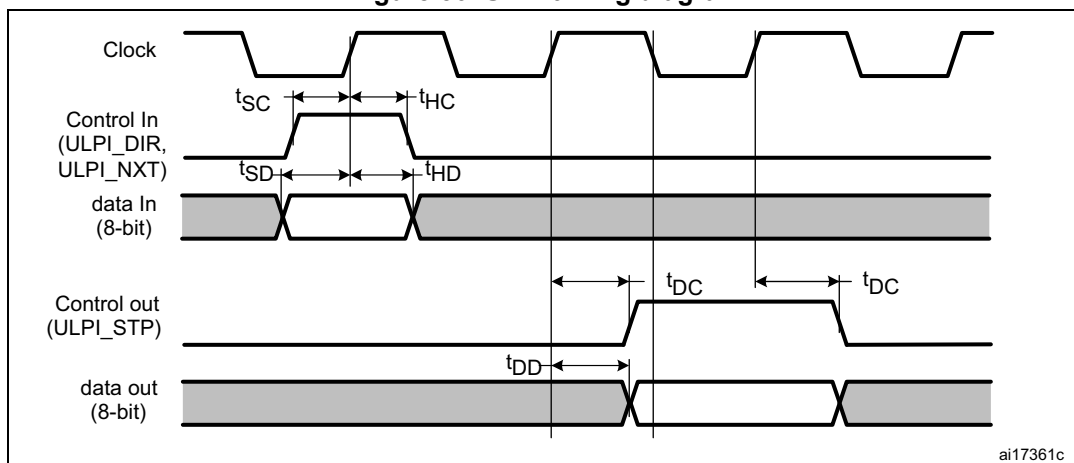 Clock
tSC
tHC
Control In
(ULPI_DIR,
ULPI_NXT)
tSD
tHD
data In
(8-bit)
tDC
tDC
Control out
(ULPI_STP)
tDD
data out
(8-bit)
ai17361c